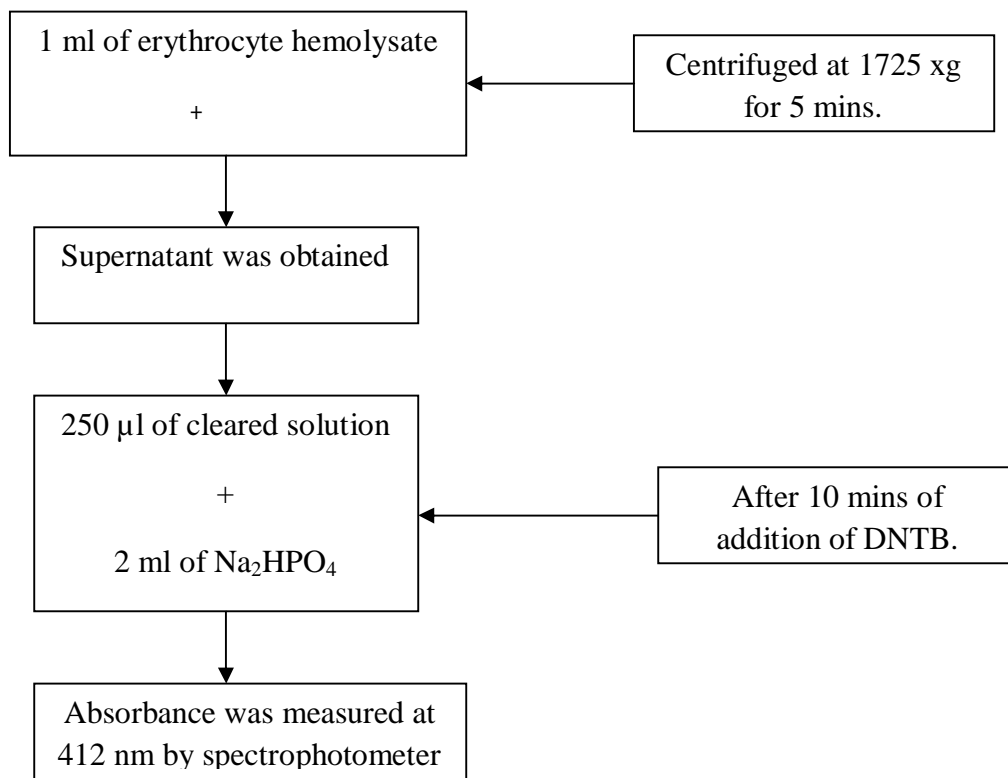 1 ml of erythrocyte hemolysate
+
Centrifuged at 1725 xg
for 5 mins.
Supernatant was obtained
250 µl of cleared solution
+
2 ml of Na₂HPO₄
After 10 mins of
addition of DNTB.
Absorbance was measured at
412 nm by spectrophotometer